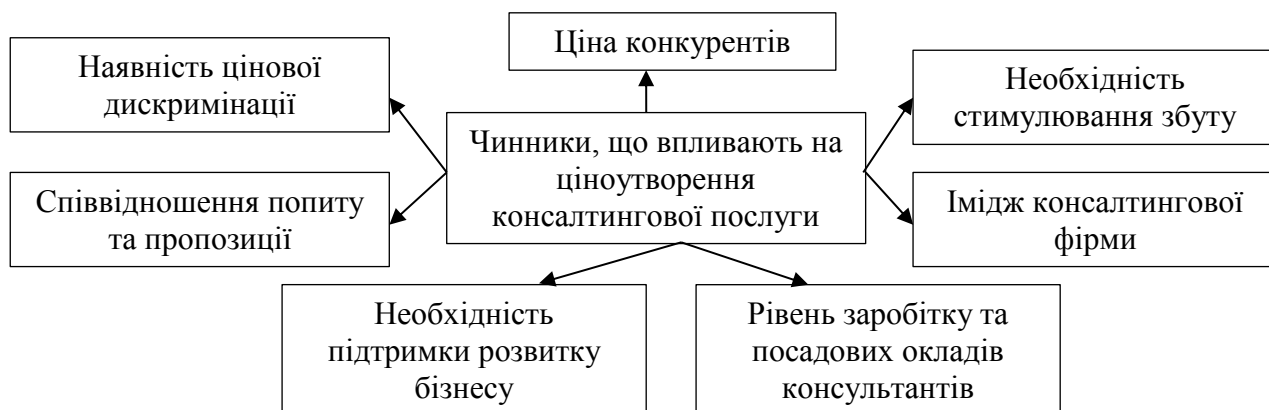 Ціна конкурентів
Наявність цінової
дискримінації
Необхідність
стимулювання збуту
Чинники, що впливають на
ціноутворення
консалтингової послуги
Співвідношення попиту
та пропозиції
Імідж консалтингової
фірми
Необхідність
підтримки розвитку
бізнесу
Рівень заробітку та
посадових окладів
консультантів